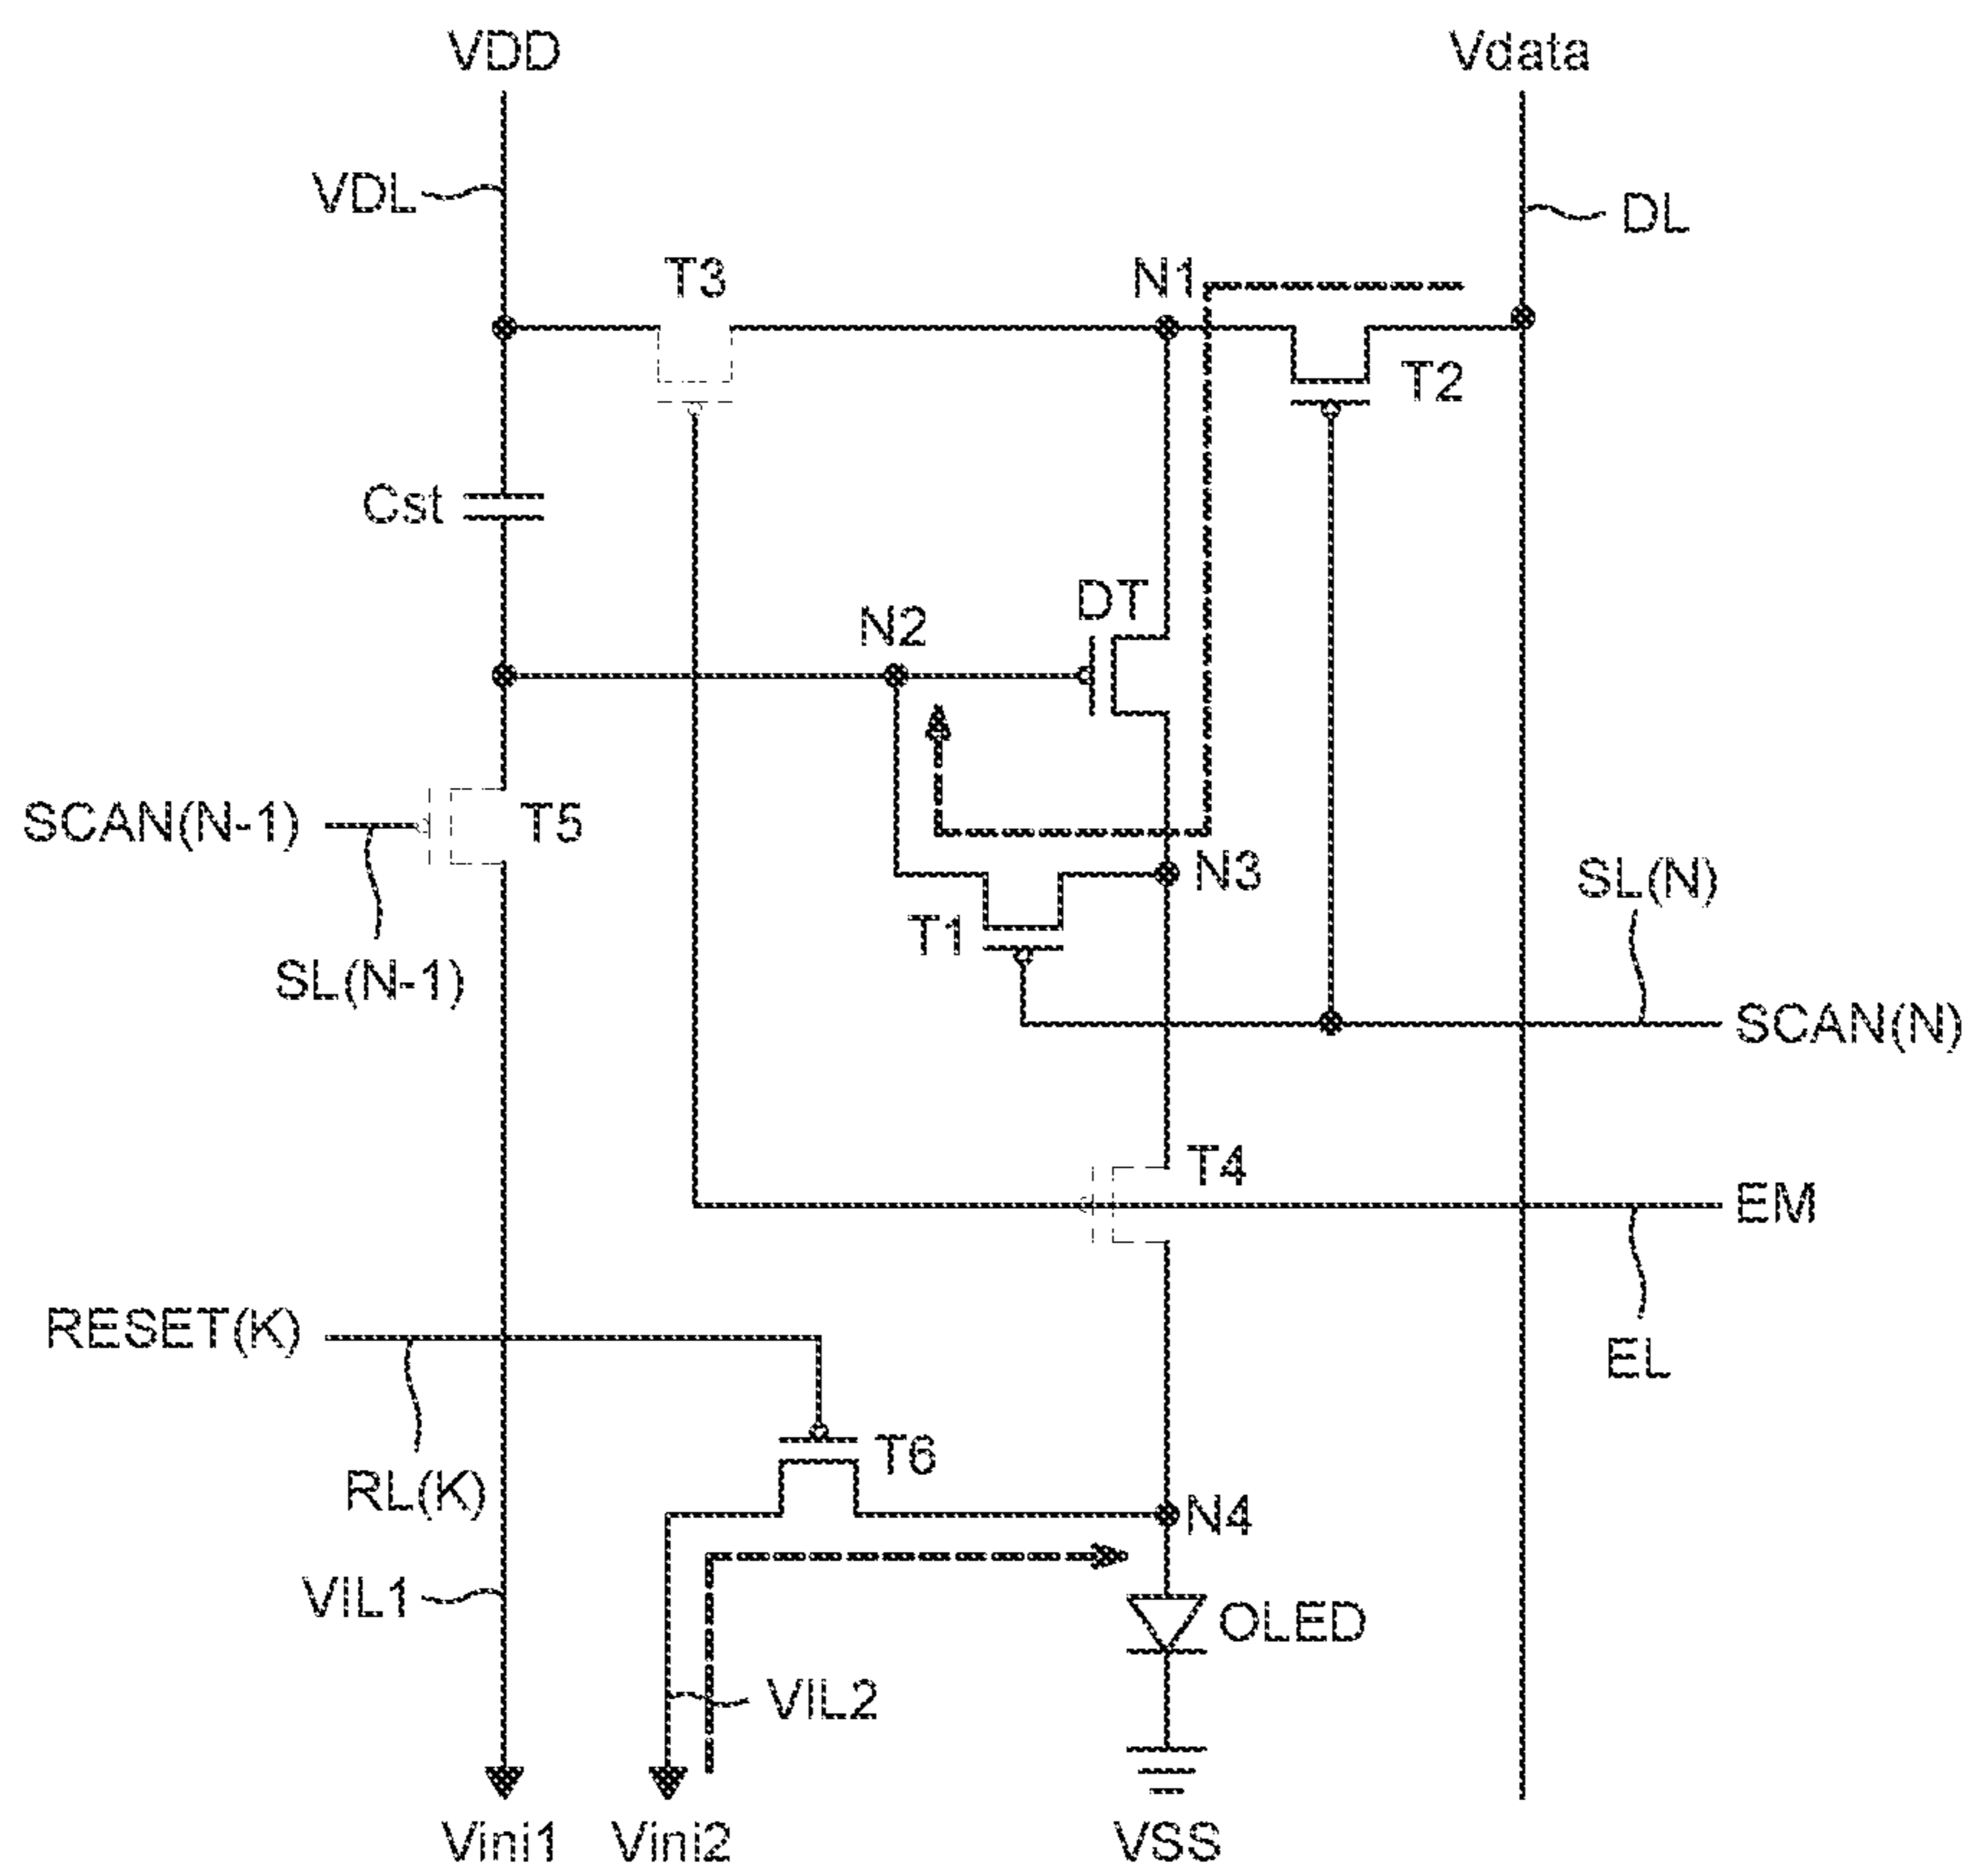 VDD
Vdata
VDL
DL
T3
N1
T2
Cst
DT
N2
SCAN(N-1)
T5
N3
SL(N)
T1
SL(N-1)
SCAN(N)
T4
EM
RESET(K)
EL
T6
RL(K)
N4
VIL1
OLED
VIL2
Vini1
Vini2
VSS